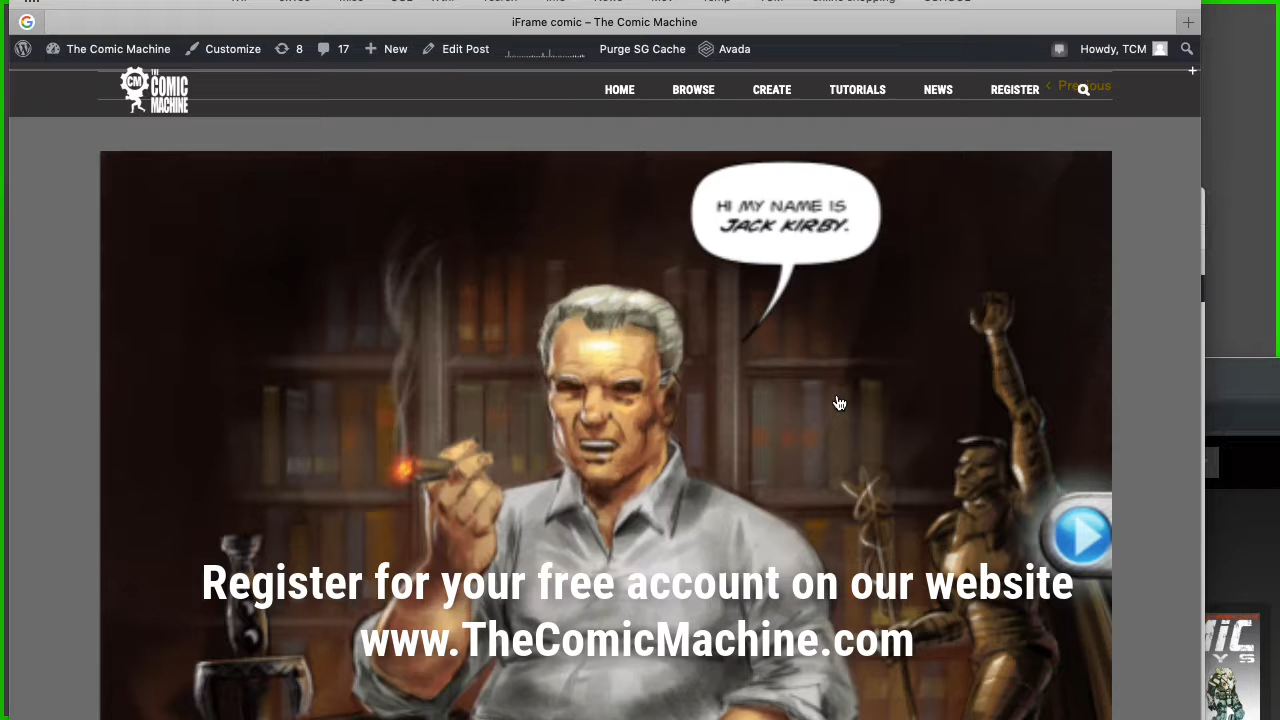 iFrame comic – The Comic Machine
The Comic Machine Customize 8 17 New Edit Post Purge SG Cache Avada Howdy, TCM
CM THE COMIC MACHINE
HOME BROWSE CREATE TUTORIALS NEWS REGISTER
Previous
HI MY NAME IS
JACK KIRBY.
Register for your free account on our website
www.TheComicMachine.com